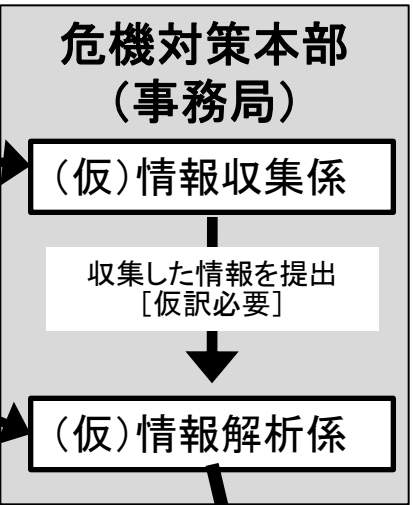 危機対策本部
（事務局）
（仮）情報収集係
収集した情報を提出
［仮訳必要］
（仮）情報解析係